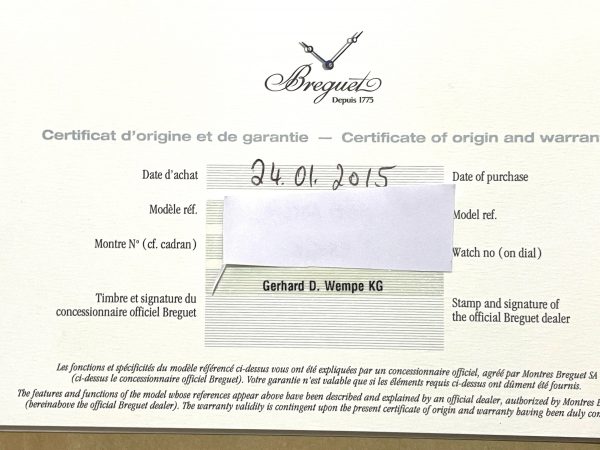 Breguet
Depuis 1775
Certificat d'origine et de garantie — Certificate of origin and warran
Date d'achat 24.01.2015 Date of purchase
Modèle réf. Model ref.
Montre N° (cf. cadran) Watch no (on dial)
Gerhard D. Wempe KG
Timbre et signature du
concessionnaire officiel Breguet
Stamp and signature of
the official Breguet dealer
Les fonctions et spécificités du modèle référencé ci-dessus vous ont été expliquées par un concessionnaire officiel, agréé par Montres Breguet SA
(ci-dessus le concessionnaire officiel Breguet). Votre garantie n'est valable que si les éléments requis ci-dessus ont dûment été fournis.
The features and functions of the model whose references appear above have been described and explained by an official dealer, authorized by Montres B
(hereinabove the official Breguet dealer). The warranty validity is contingent upon the present certificate of origin and warranty having been duly com